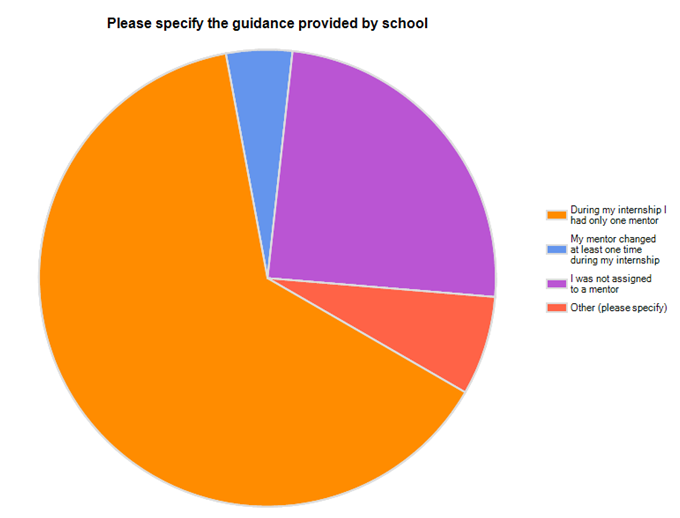 Please specify the guidance provided by school
During my internship I
had only one mentor
My mentor changed
at least one time
during my internship
I was not assigned
to a mentor
Other (please specify)